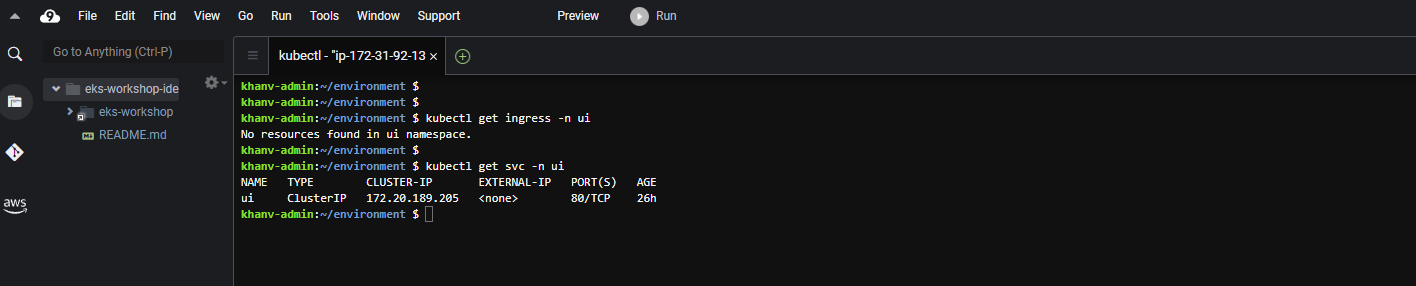 File Edit Find View Go Run Tools Window Support Preview Run
Go to Anything (Ctrl-P)
kubectl - "ip-172-31-92-13
eks-workshop-ide
eks-workshop
README.md
aws
khanv-admin:~/environment $
khanv-admin:~/environment $
khanv-admin:~/environment $ kubectl get ingress -n ui
No resources found in ui namespace.
khanv-admin:~/environment $
khanv-admin:~/environment $ kubectl get svc -n ui
NAME TYPE CLUSTER-IP EXTERNAL-IP PORT(S) AGE
ui ClusterIP 172.20.189.205 <none> 80/TCP 26h
khanv-admin:~/environment $